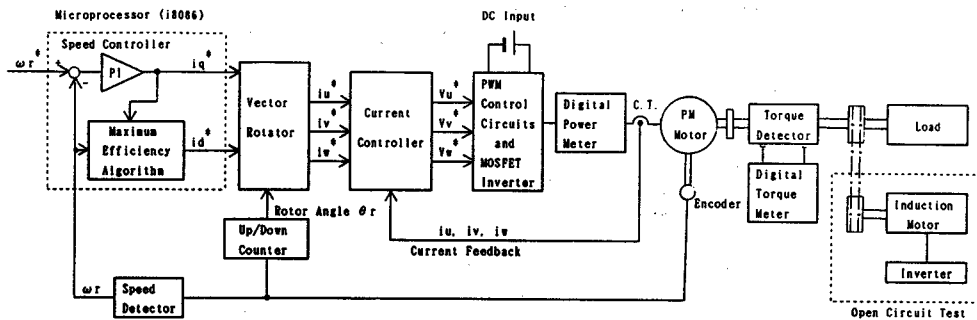 Microprocessor (i8086)
DC Input
Speed Controller
ωr*
+
-
PI
iq*
Maximum
Efficiency
Algorithm
id*
Vector
Rotator
iu*
iv*
iw*
Current
Controller
Vu*
Vv*
Vw*
PWM
Control
Circuits
and
MOSFET
Inverter
Digital
Power
Meter
C.T.
PM
Motor
Torque
Detector
Digital
Torque
Meter
Load
Induction
Motor
Inverter
Encoder
Rotor Angle θr
Up/Down
Counter
iu, iv, iw
Current Feedback
ωr
Speed
Detector
Open Circuit Test